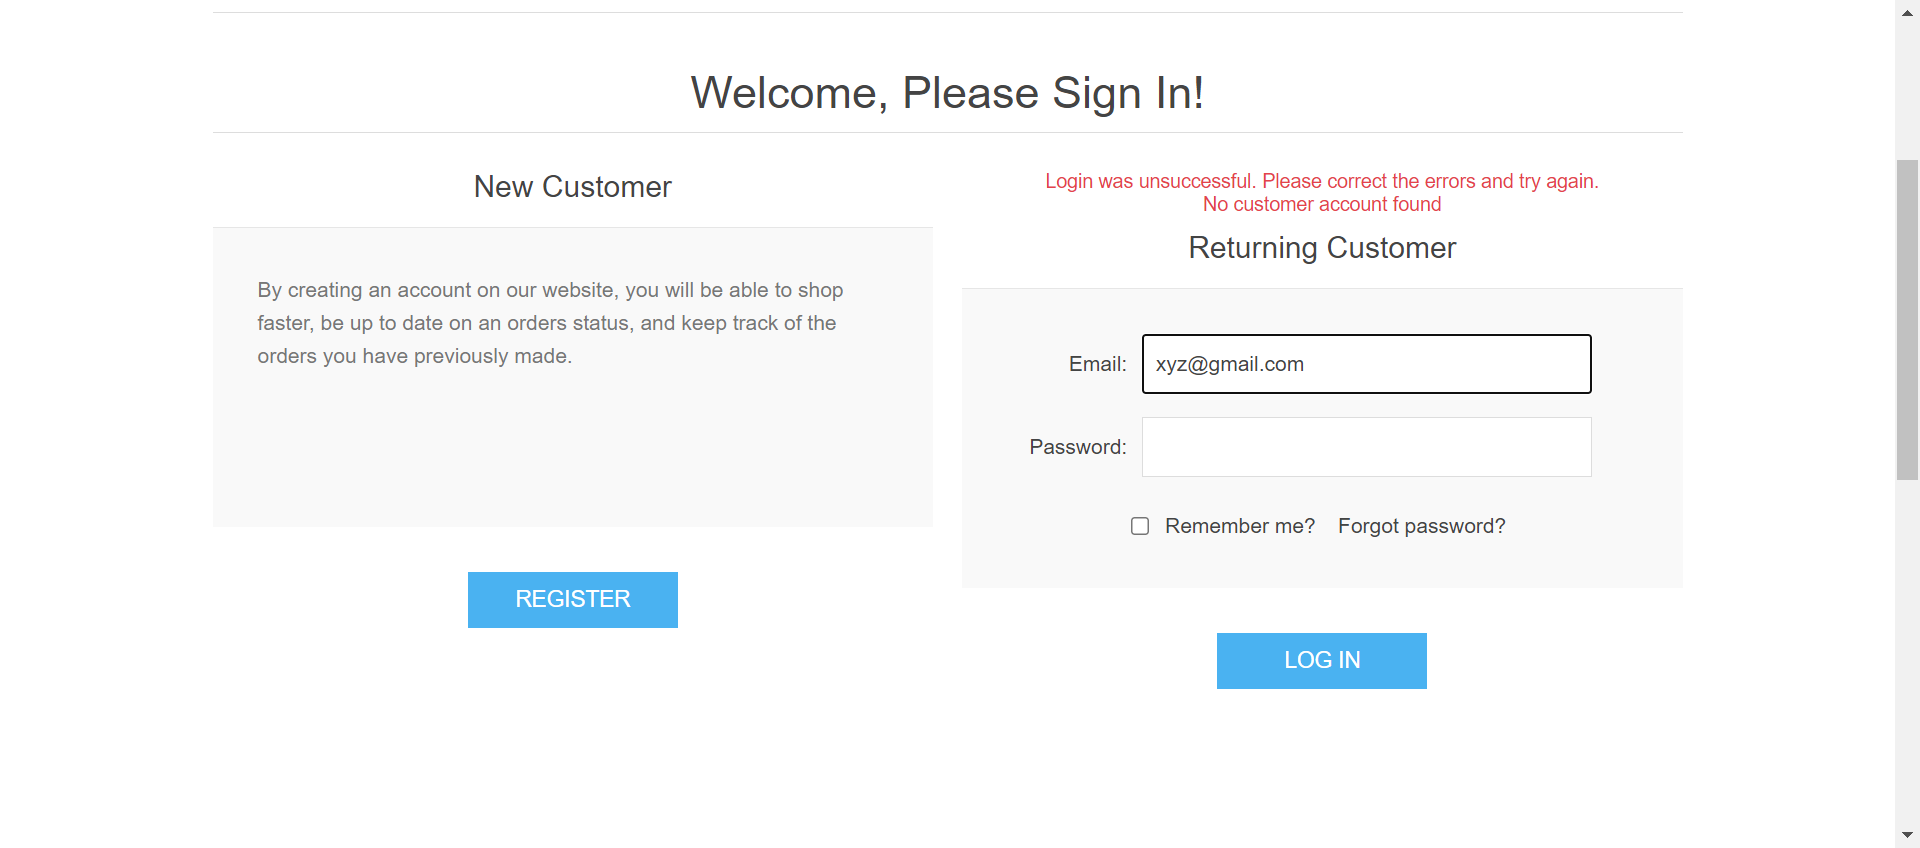 Welcome, Please Sign In!
New Customer
By creating an account on our website, you will be able to shop
faster, be up to date on an orders status, and keep track of the
orders you have previously made.
REGISTER
Login was unsuccessful. Please correct the errors and try again.
No customer account found
Returning Customer
Email: xyz@gmail.com
Password:
Remember me? Forgot password?
LOG IN